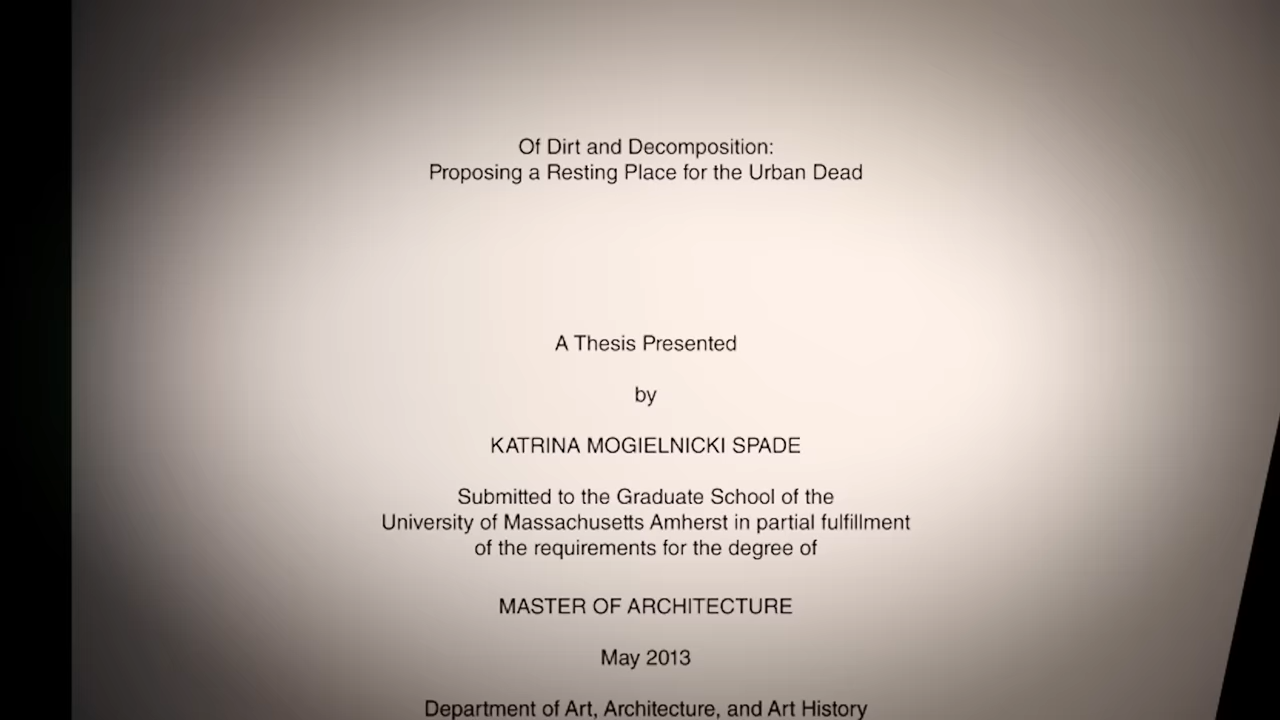 Of Dirt and Decomposition:
Proposing a Resting Place for the Urban Dead
A Thesis Presented
by
KATRINA MOGIELNICKI SPADE
Submitted to the Graduate School of the
University of Massachusetts Amherst in partial fulfillment
of the requirements for the degree of
MASTER OF ARCHITECTURE
May 2013
Department of Art, Architecture, and Art History